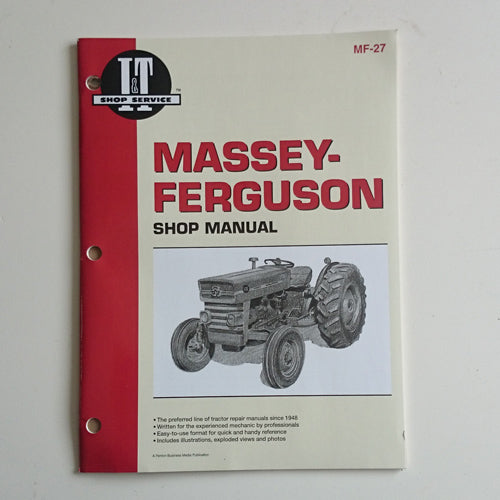 MF-27
I&T
SHOP SERVICE
™
MASSEY-
FERGUSON
SHOP MANUAL
• The preferred line of tractor repair manuals since 1948
• Written for the experienced mechanic by professionals
• Easy-to-use format for quick and handy reference
• Includes illustrations, exploded views and photos
A Penton Business Media Publication